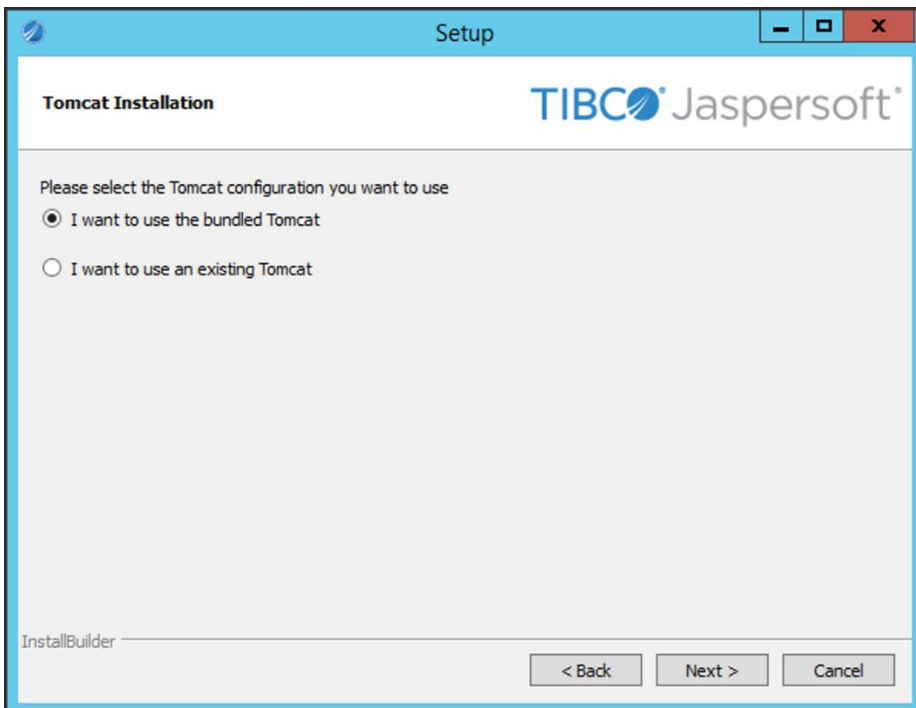 Setup
Tomcat Installation
TIBCO® Jaspersoft®
Please select the Tomcat configuration you want to use
I want to use the bundled Tomcat
I want to use an existing Tomcat
InstallBuilder
< Back Next > Cancel